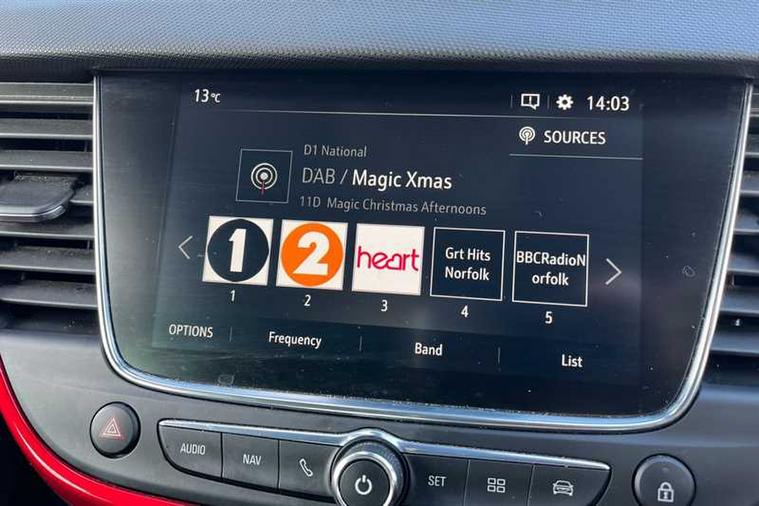 13°C 14:03
SOURCES
D1 National
DAB / Magic Xmas
11D Magic Christmas Afternoons
1 2 heart Grt Hits Norfolk BBCRadioN orfolk
1 2 3 4 5
OPTIONS Frequency Band List
AUDIO NAV SET